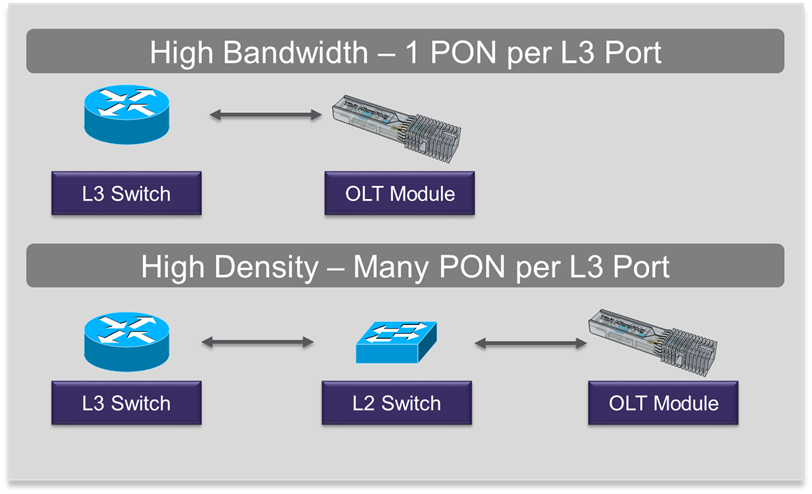 High Bandwidth – 1 PON per L3 Port
L3 Switch
OLT Module
High Density – Many PON per L3 Port
L3 Switch
L2 Switch
OLT Module